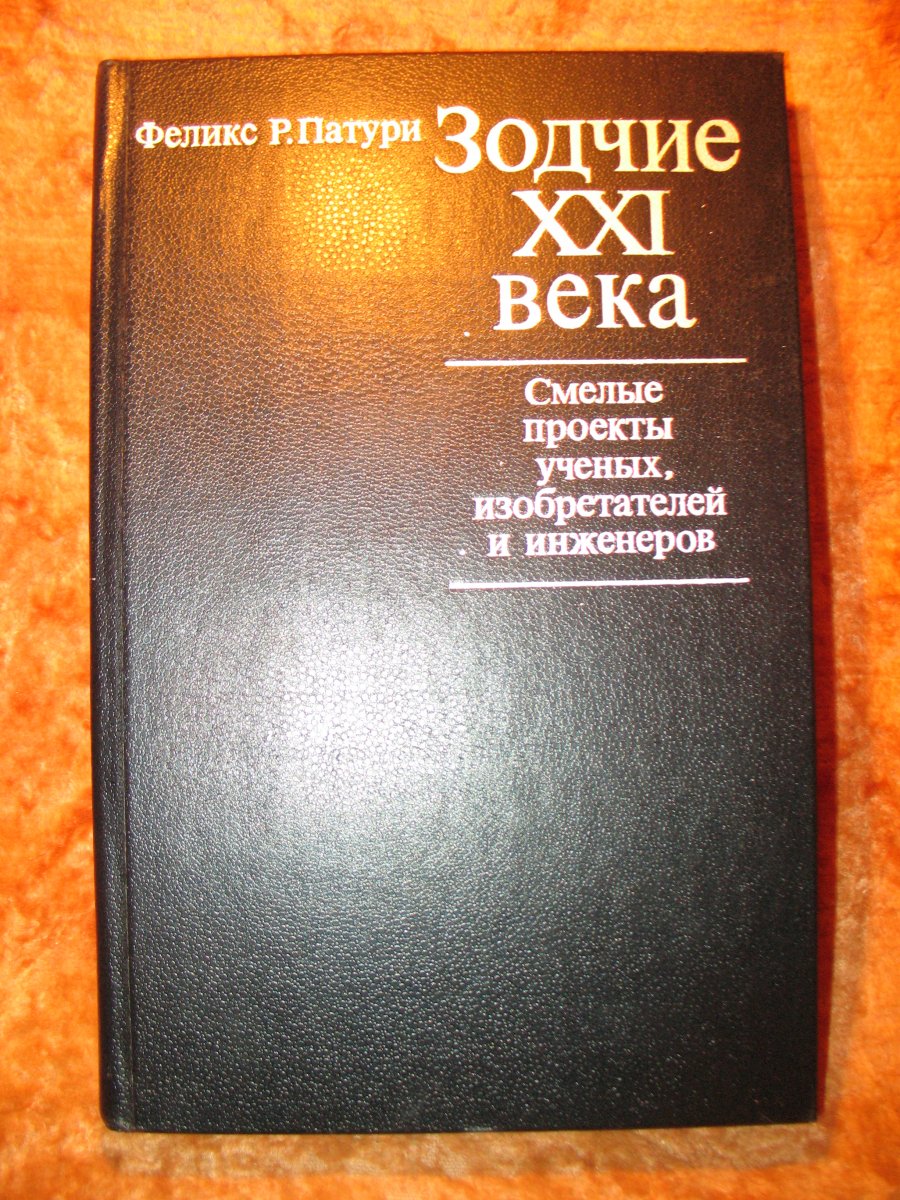 Феликс Р.Патури
Зодчие
XXI
века
Смелые
проекты
ученых,
изобретателей
и инженеров